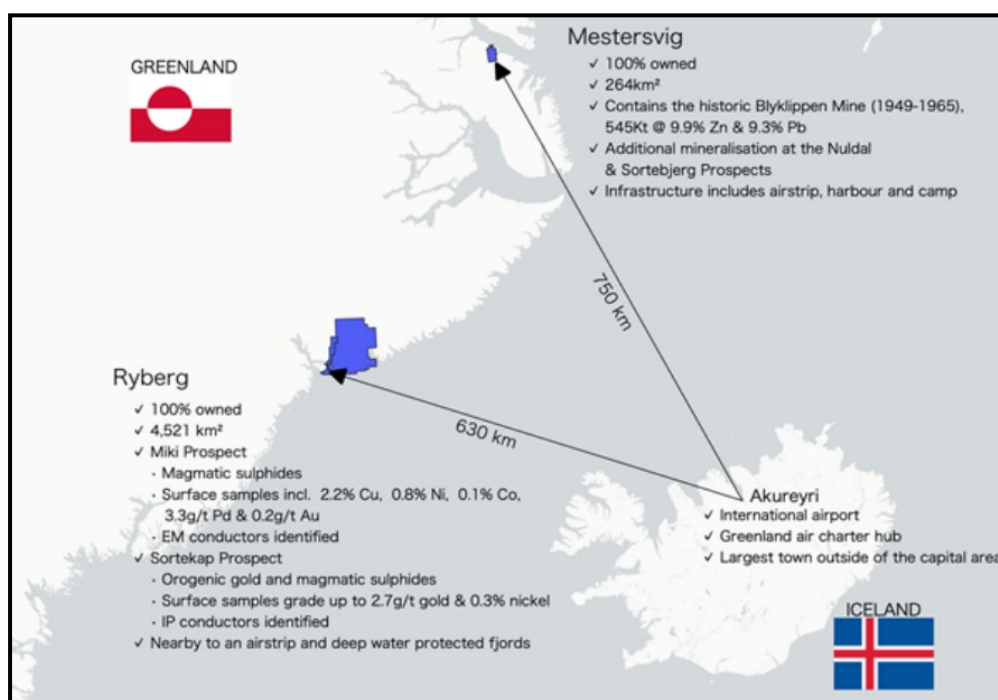 GREENLAND
Mestersvig
✓ 100% owned
✓ 264km²
✓ Contains the historic Blyklippen Mine (1949-1965),
545Kt @ 9.9% Zn & 9.3% Pb
✓ Additional mineralisation at the Nuldal
& Sortebjerg Prospects
✓ Infrastructure includes airstrip, harbour and camp
750 km
Ryberg
✓ 100% owned
✓ 4,521 km²
✓ Miki Prospect
· Magmatic sulphides
· Surface samples incl. 2.2% Cu, 0.8% Ni, 0.1% Co,
3.3g/t Pd & 0.2g/t Au
· EM conductors identified
✓ Sortekap Prospect
· Orogenic gold and magmatic sulphides
· Surface samples grade up to 2.7g/t gold & 0.3% nickel
· IP conductors identified
✓ Nearby to an airstrip and deep water protected fjords
630 km
Akureyri
✓ International airport
✓ Greenland air charter hub
✓ Largest town outside of the capital area
ICELAND